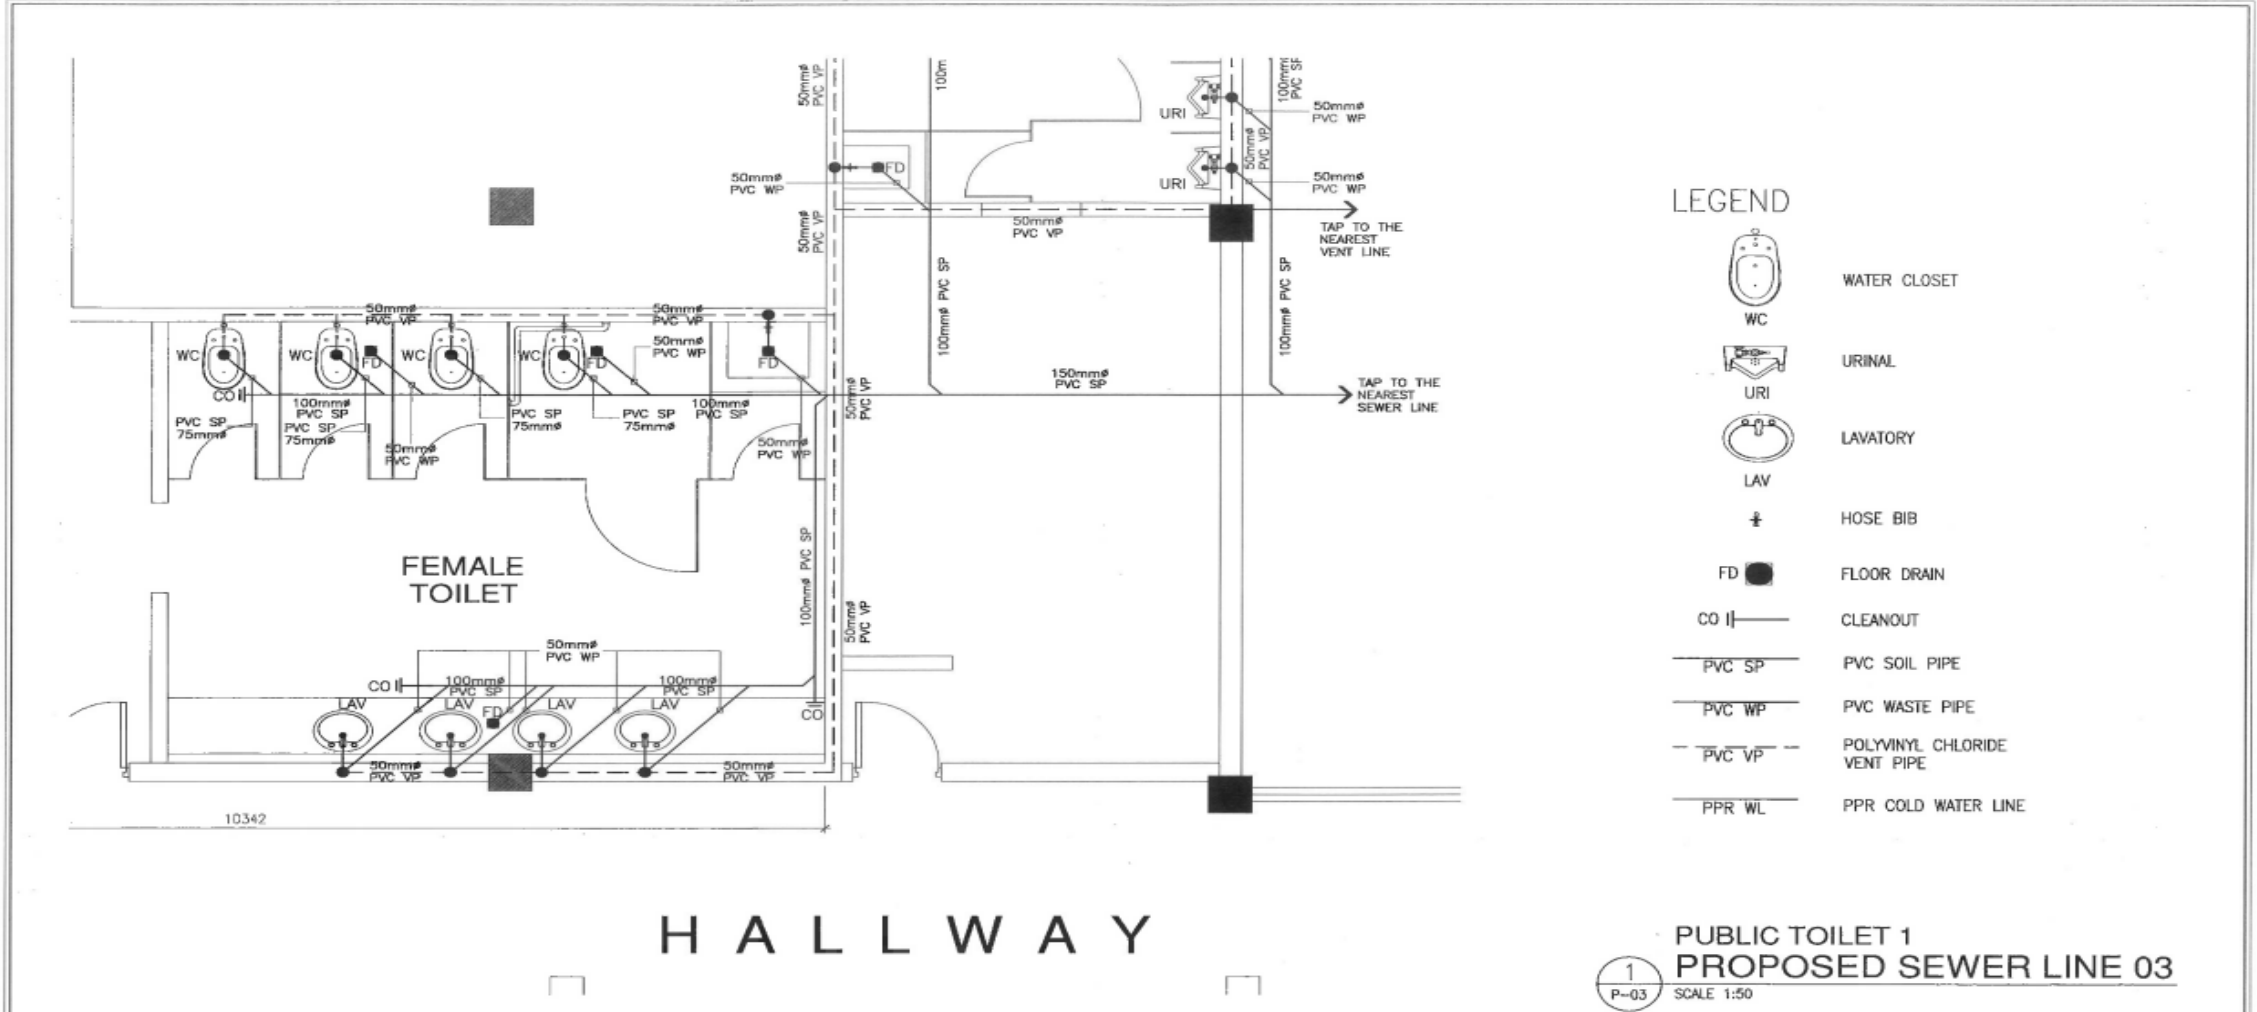 50mmø
PVC VP
100m
URI
100mm
PVC SP
50mmø
PVC WP
50mmø
PVC VP
FD
50mmø
PVC WP
URI
50mmø
PVC WP
50mmø
PVC VP
50mmø
PVC VP
TAP TO THE
NEAREST
VENT LINE
100mmø PVC SP
100mmø PVC SP
50mmø
PVC VP
50mmø
PVC VP
WC
WC
FD
WC
WC
FD
50mmø
PVC WP
FD
CO
100mmø
PVC SP
100mmø
PVC SP
50mmø
PVC VP
150mmø
PVC SP
TAP TO THE
NEAREST
SEWER LINE
PVC SP
75mmø
PVC SP
75mmø
50mmø
PVC WP
PVC SP
75mmø
PVC SP
75mmø
50mmø
PVC WP
FEMALE
TOILET
100mmø PVC SP
50mmø
PVC VP
50mmø
PVC WP
CO
100mmø
PVC SP
100mmø
PVC SP
LAV
LAV
FD
LAV
LAV
CO
50mmø
PVC VP
50mmø
PVC VP
10342
HALLWAY
LEGEND
WC
WATER CLOSET
URI
URINAL
LAV
LAVATORY
HOSE BIB
FD
FLOOR DRAIN
CO
CLEANOUT
PVC SP
PVC SOIL PIPE
PVC WP
PVC WASTE PIPE
PVC VP
POLYVINYL CHLORIDE
VENT PIPE
PPR WL
PPR COLD WATER LINE
PUBLIC TOILET 1
1
P-03
PROPOSED SEWER LINE 03
SCALE 1:50